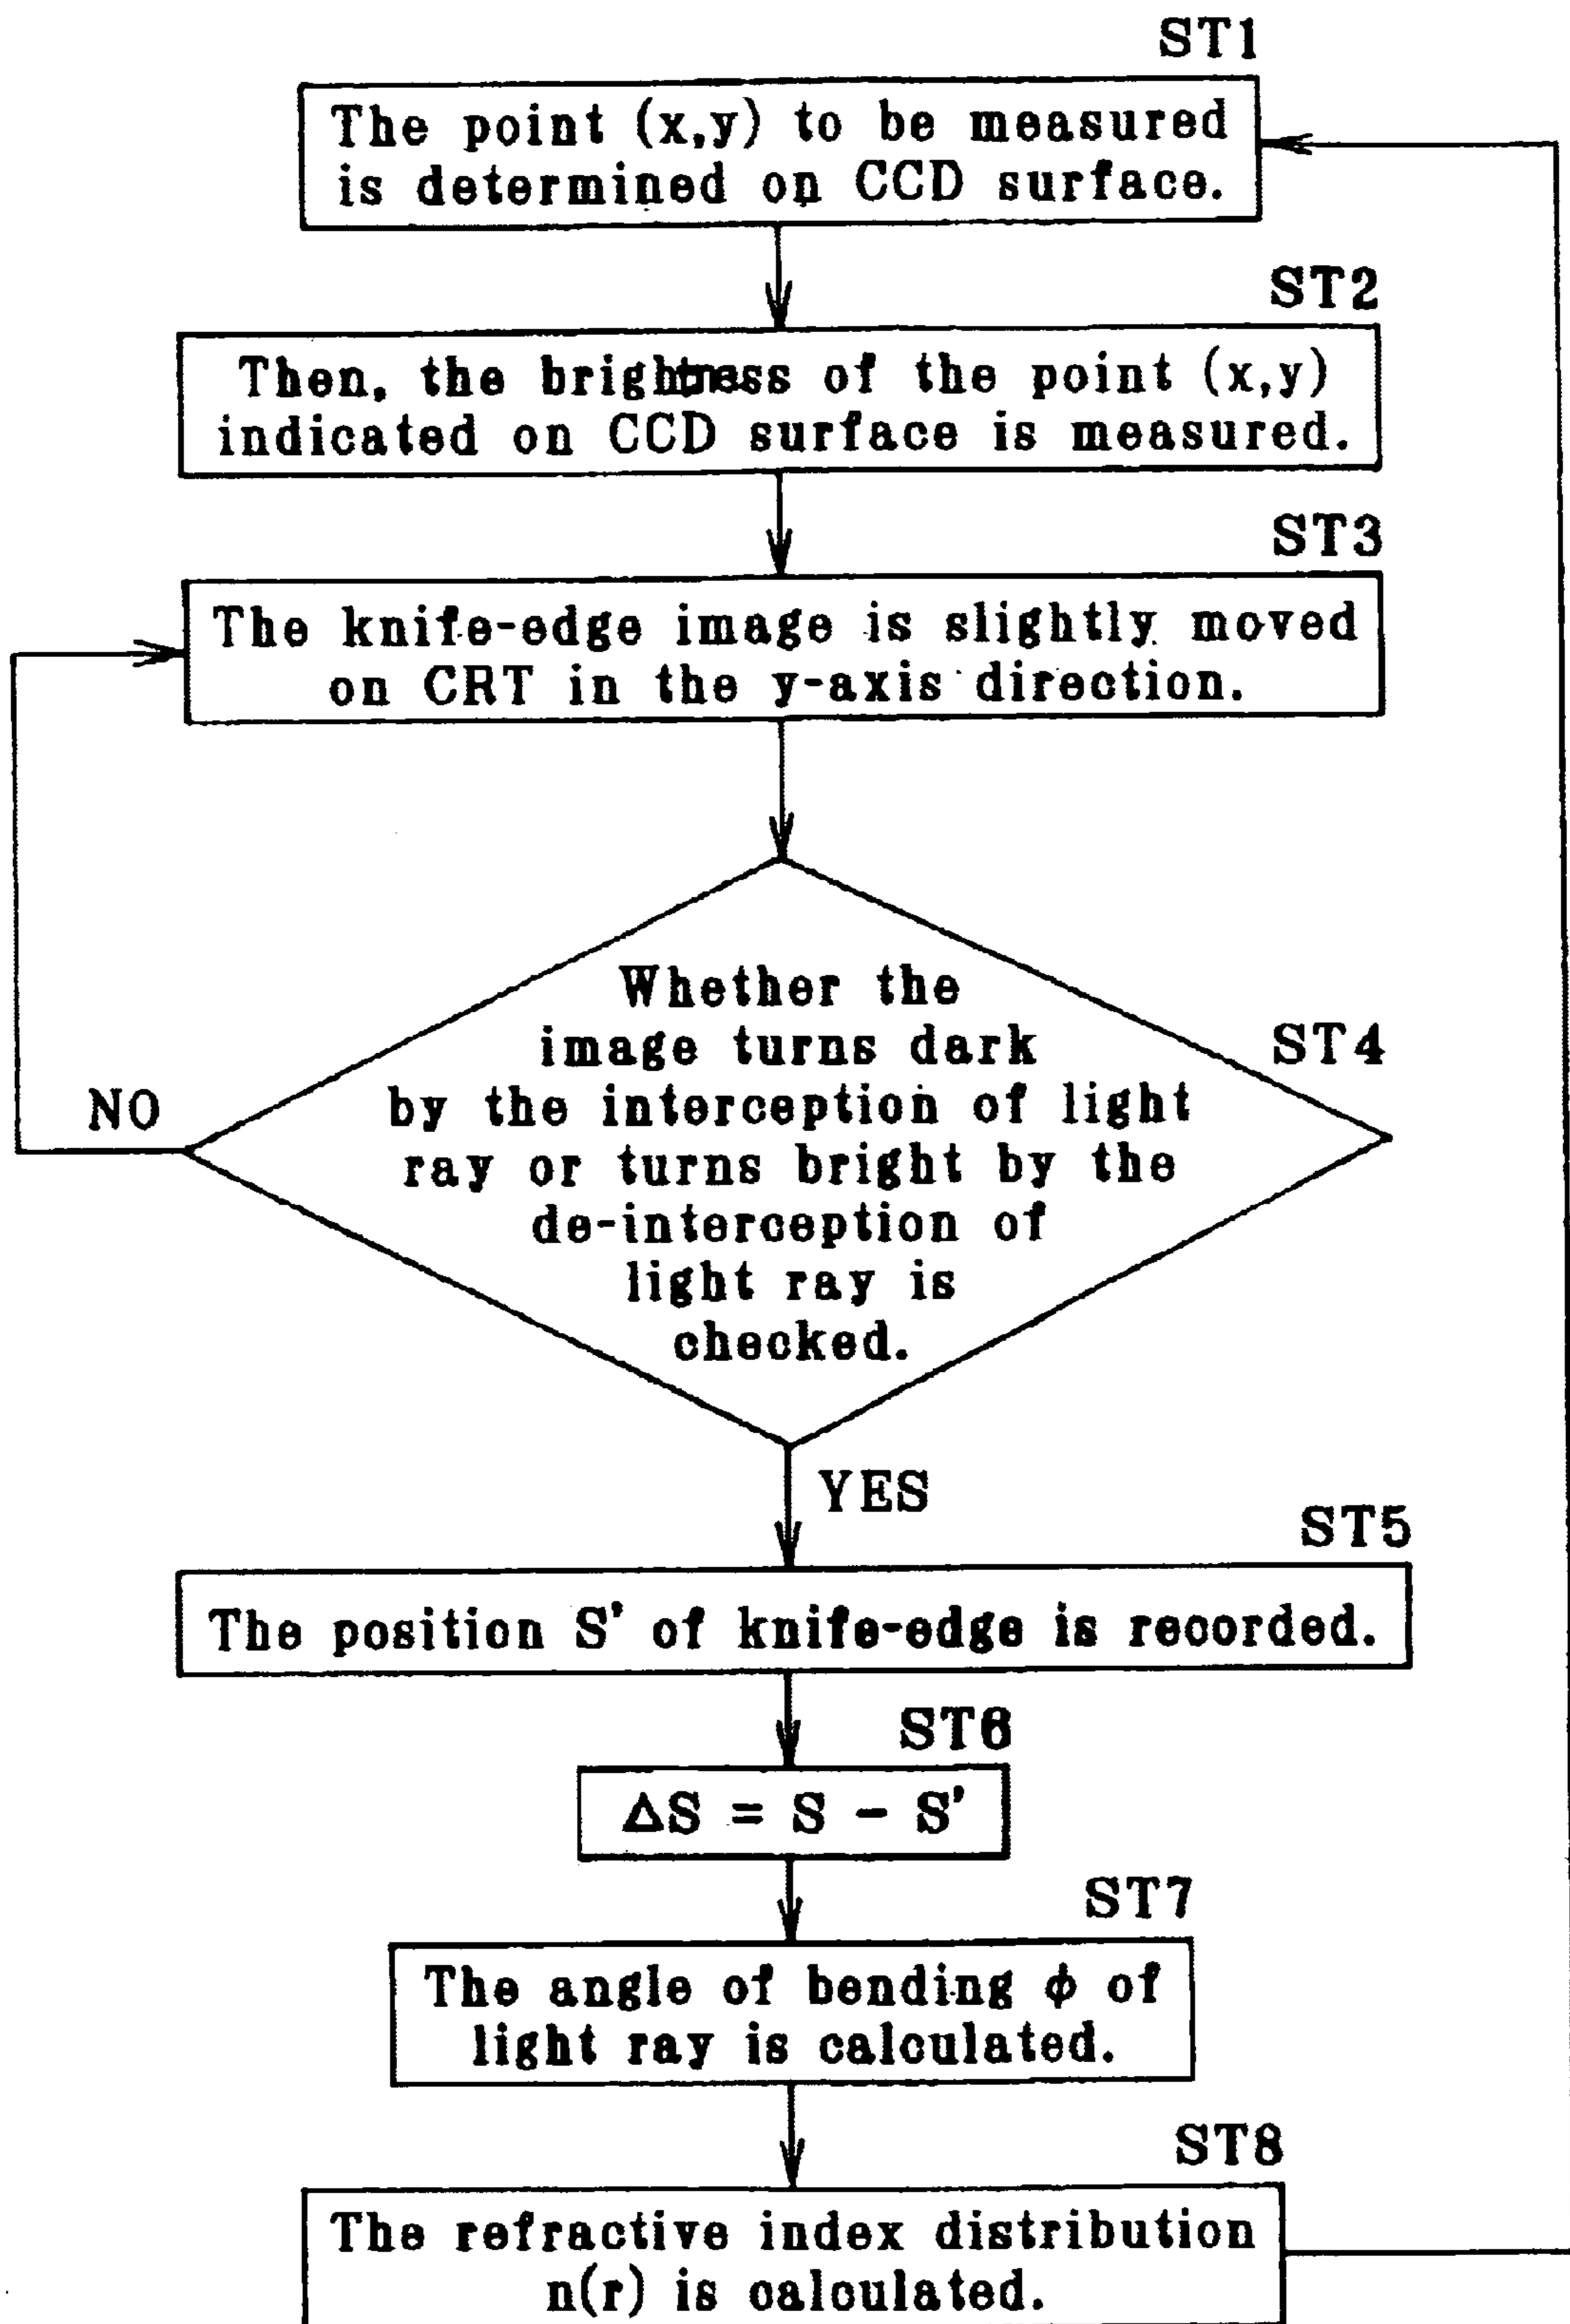 ST1
The point (x,y) to be measured
is determined on CCD surface.
ST2
Then, the brightness of the point (x,y)
indicated on CCD surface is measured.
ST3
The knife-edge image is slightly moved
on CRT in the y-axis direction.
Whether the
image turns dark
ST4
NO
by the interception of light
ray or turns bright by the
de-interception of
light ray is
checked.
YES
ST5
The position S' of knife-edge is recorded.
ST6
ΔS = S - S'
ST7
The angle of bending ϕ of
light ray is calculated.
ST8
The refractive index distribution
n(r) is calculated.